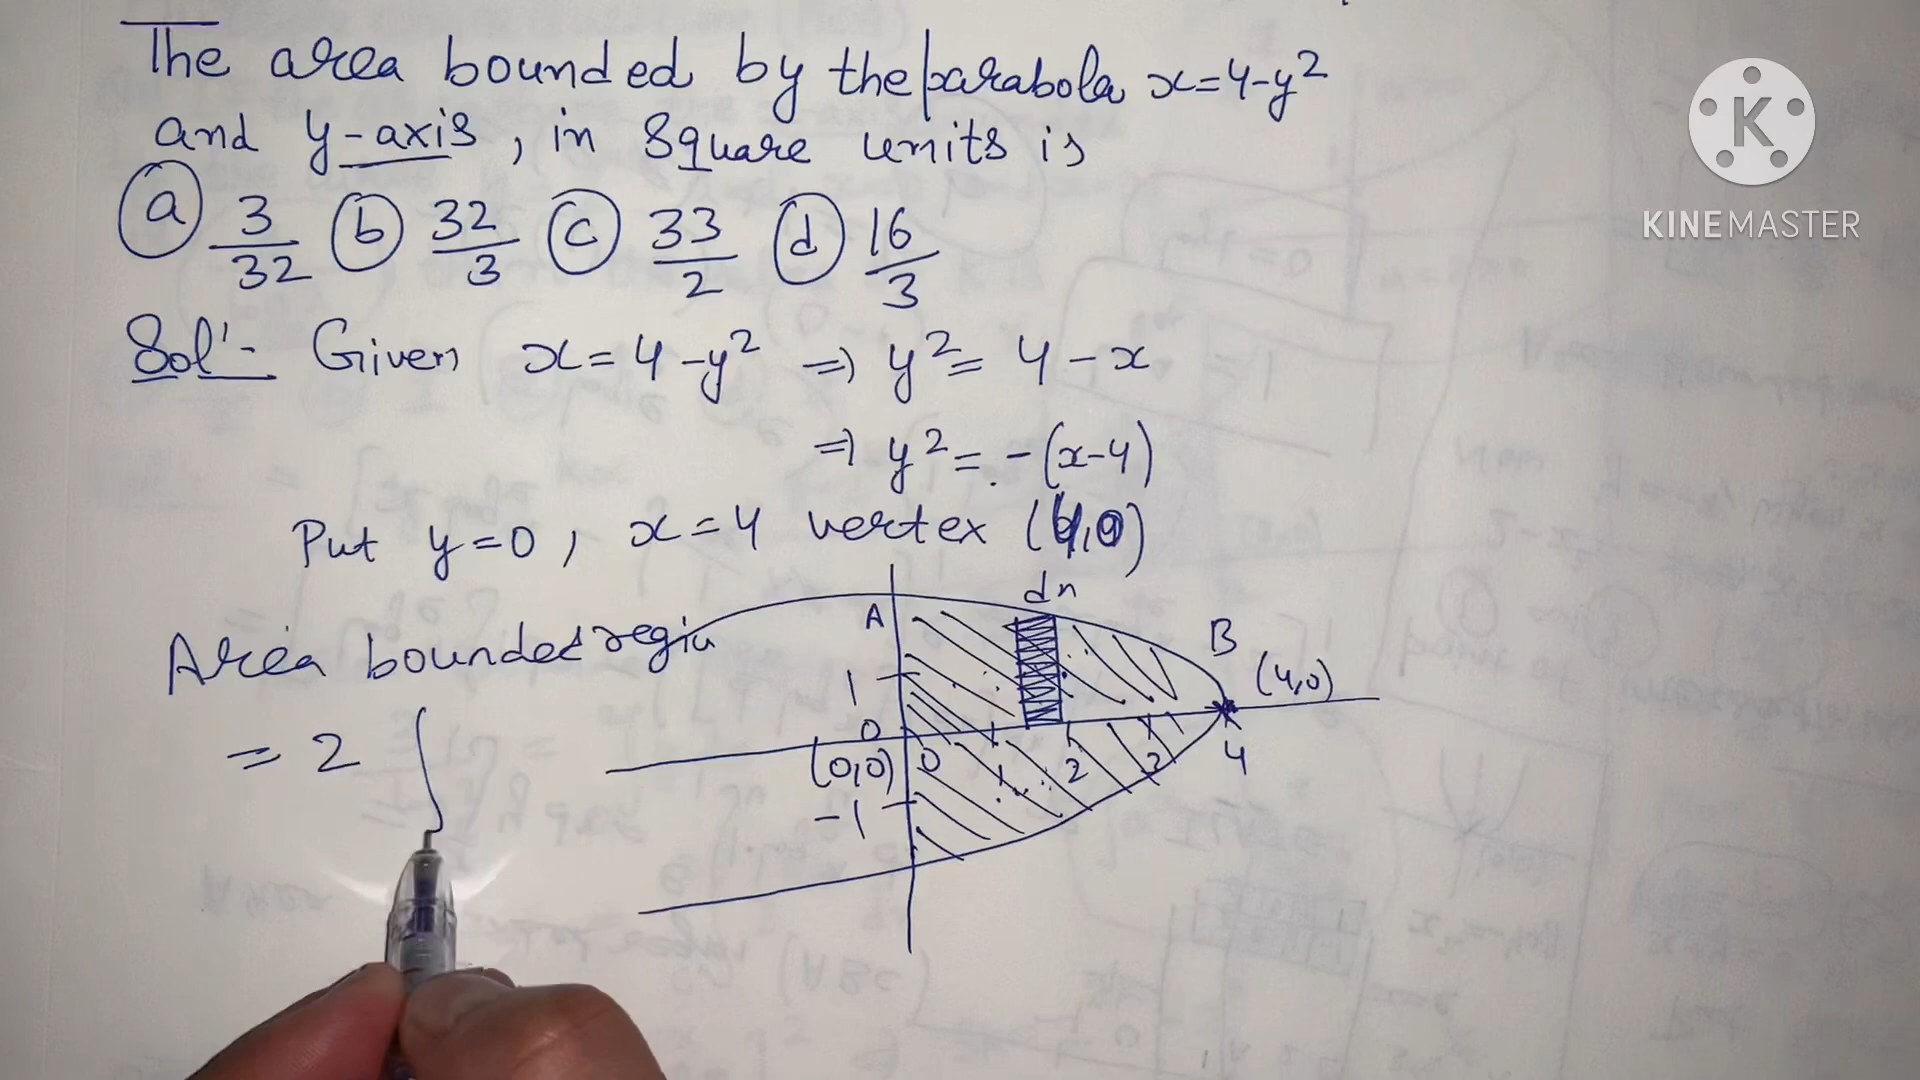 The area bounded by the parabola x=4-y²
and y-axis, in square units is
(a) 3/32 (b) 32/3 (c) 33/2 (d) 16/3
Sol'- Given x=4-y² => y²= 4-x
=> y²= -(x-4)
Put y=0, x=4 vertex (4,0)
dn
A
B
Area bounded regiu
1
(4,0)
= 2 ∫
0
(0,0) 0 1 2 3 4
-1
K
KINEMASTER